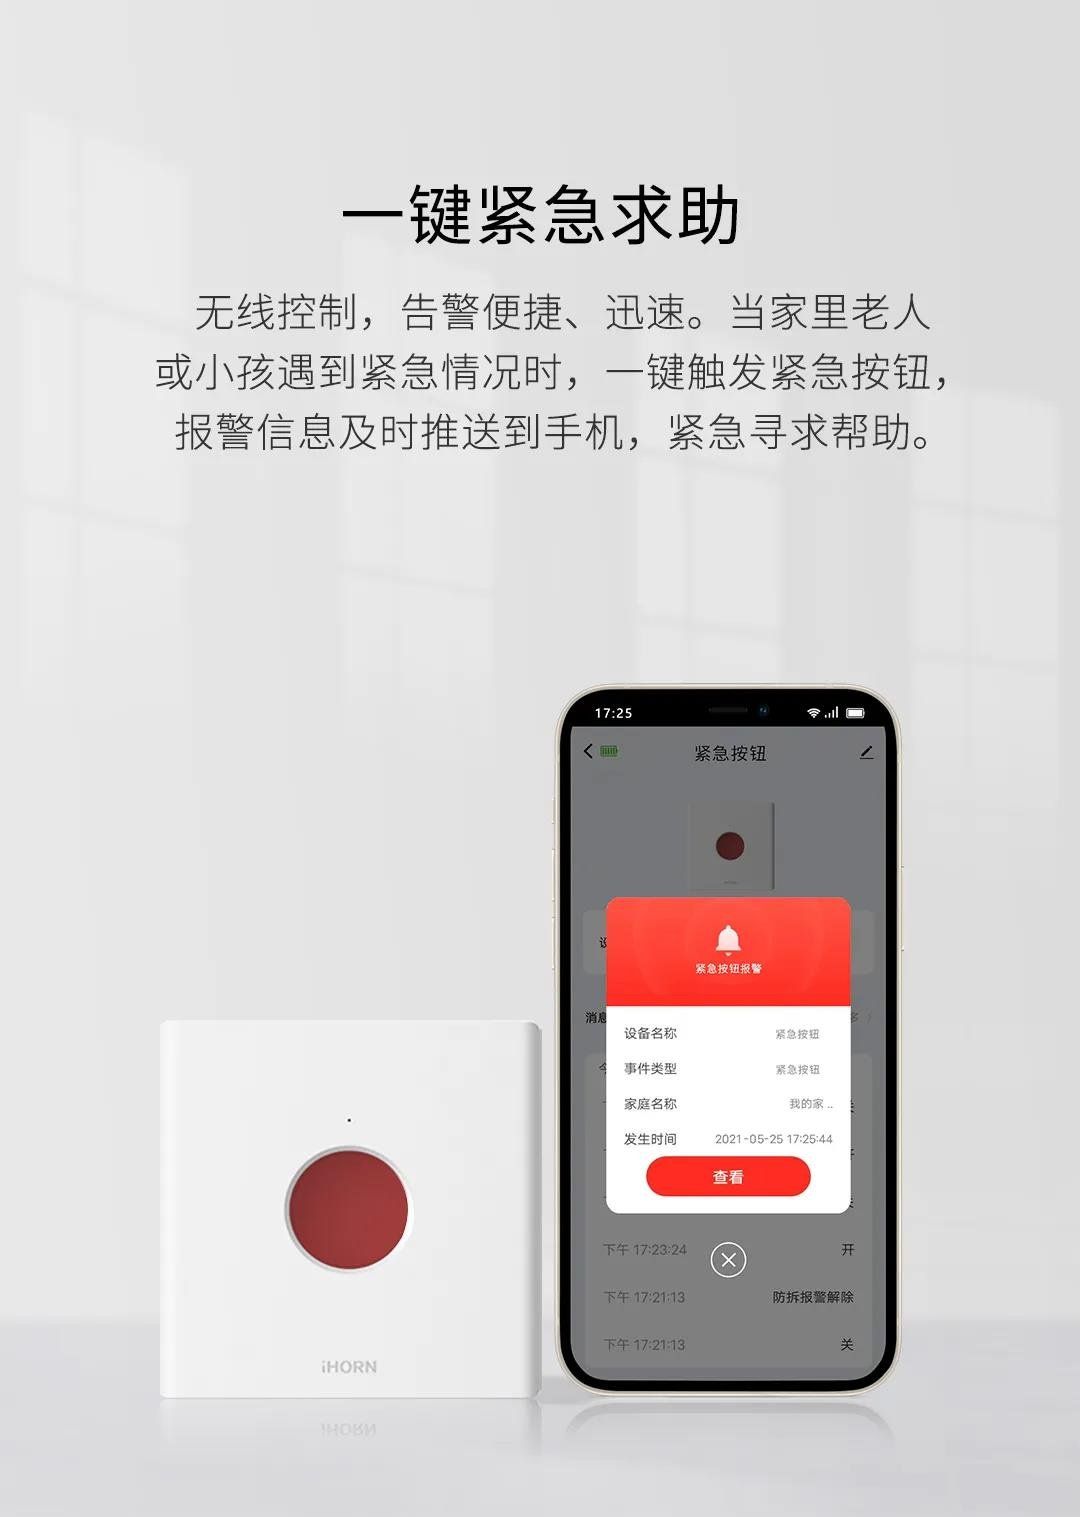 一键紧急求助
无线控制，告警便捷、迅速。当家里老人
或小孩遇到紧急情况时，一键触发紧急按钮，
报警信息及时推送到手机，紧急寻求帮助。
17:25
紧急按钮
紧急按钮报警
消息
设备名称 紧急按钮
事件类型 紧急按钮
家庭名称 我的家 ..
发生时间 2021-05-25 17:25:44
查看
下午 17:23:24 开
下午 17:21:13 防拆报警解除
下午 17:21:13 关
iHORN